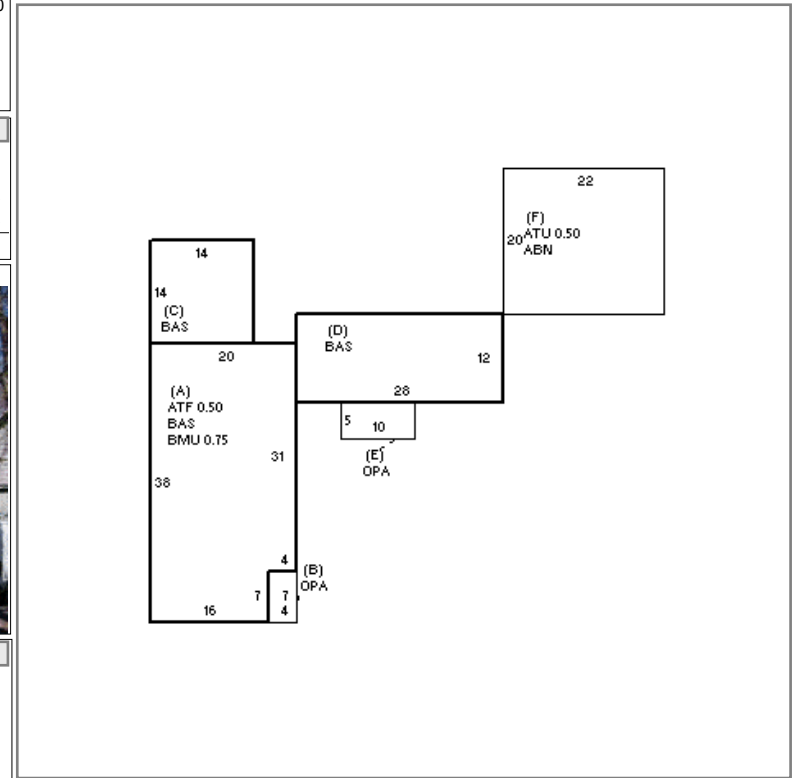 22
(F)
20 ATU 0.50
ABN
14
14
(C)
BAS
(D)
BAS
12
28
20
(A)
ATF 0.50
BAS
BMU 0.75
5 10
(E)
OPA
31
38
4
(B)
OPA
7 7
16 4